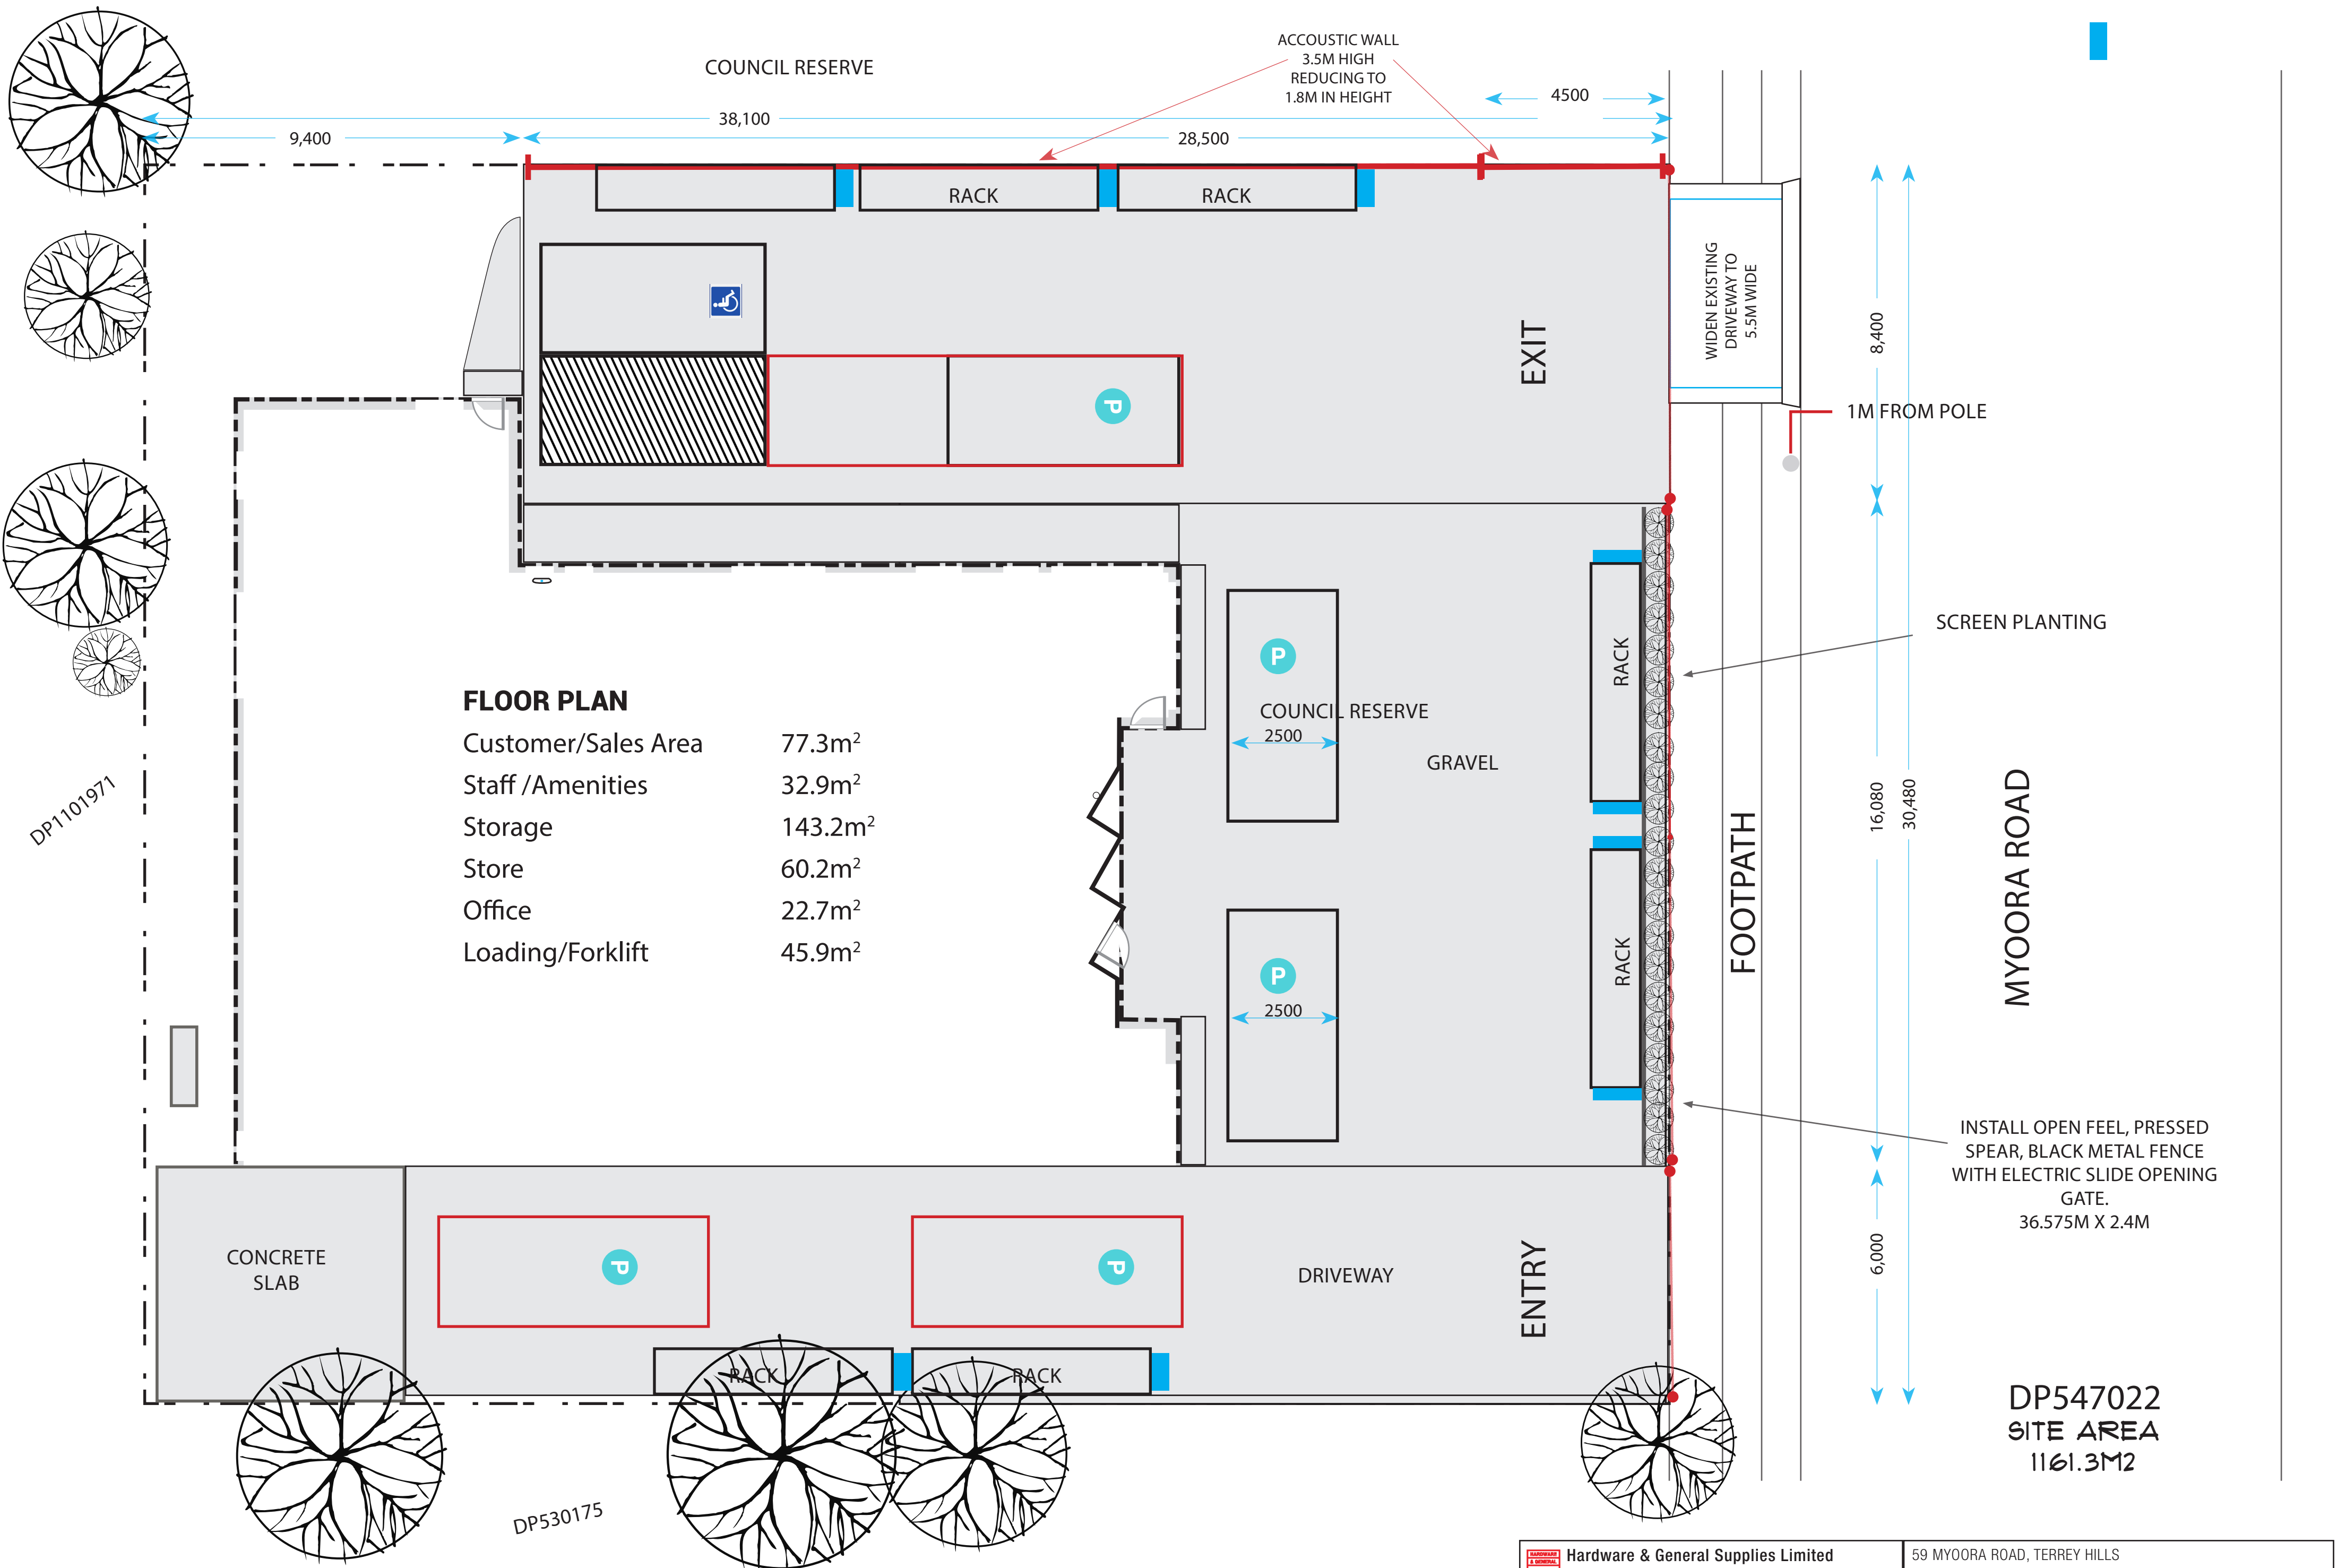 COUNCIL RESERVE
ACCOUSTIC WALL
3.5M HIGH
REDUCING TO
1.8M IN HEIGHT
4500
38,100
9,400
28,500
RACK
RACK
WIDEN EXISTING
DRIVEWAY TO
5.5M WIDE
EXIT
8,400
P
1M FROM POLE
SCREEN PLANTING
P
RACK
COUNCIL RESERVE
2500
GRAVEL
FLOOR PLAN
Customer/Sales Area 77.3m²
Staff /Amenities 32.9m²
Storage 143.2m²
Store 60.2m²
Office 22.7m²
Loading/Forklift 45.9m²
DP1101971
16,080
30,480
FOOTPATH
MYOORA ROAD
RACK
P
2500
INSTALL OPEN FEEL, PRESSED
SPEAR, BLACK METAL FENCE
WITH ELECTRIC SLIDE OPENING
GATE.
36.575M X 2.4M
CONCRETE
SLAB
P
P
DRIVEWAY
ENTRY
6,000
RACK
RACK
DP547022
SITE AREA
1161.3M2
DP530175
HARDWARE
& GENERAL
Hardware & General Supplies Limited
59 MYOORA ROAD, TERREY HILLS